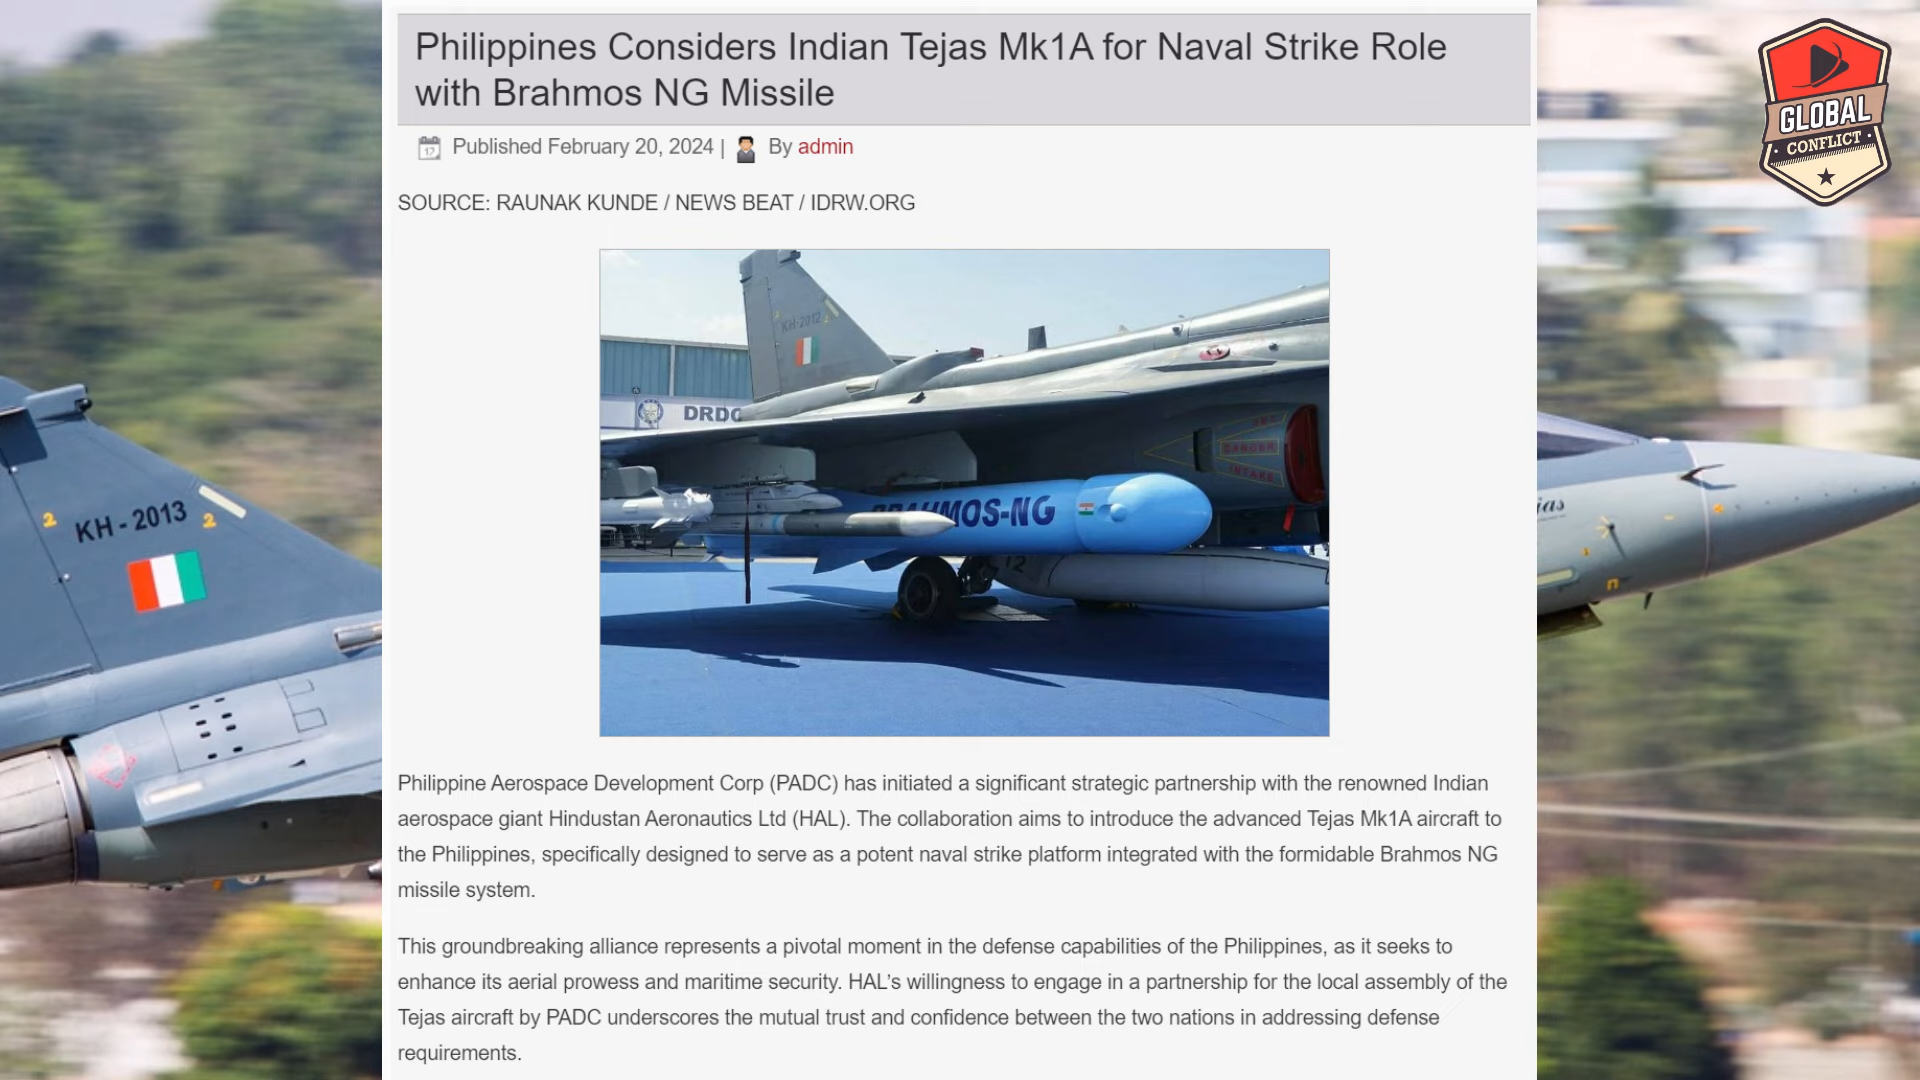 Philippines Considers Indian Tejas Mk1A for Naval Strike Role
with Brahmos NG Missile
Published February 20, 2024 | By admin
SOURCE: RAUNAK KUNDE / NEWS BEAT / IDRW.ORG
GLOBAL
CONFLICT
KH-2012
DRDO
BRAHMOS-NG
DANGER
INTAKE
12
2 KH-2013 2
jas
Philippine Aerospace Development Corp (PADC) has initiated a significant strategic partnership with the renowned Indian
aerospace giant Hindustan Aeronautics Ltd (HAL). The collaboration aims to introduce the advanced Tejas Mk1A aircraft to
the Philippines, specifically designed to serve as a potent naval strike platform integrated with the formidable Brahmos NG
missile system.
This groundbreaking alliance represents a pivotal moment in the defense capabilities of the Philippines, as it seeks to
enhance its aerial prowess and maritime security. HAL’s willingness to engage in a partnership for the local assembly of the
Tejas aircraft by PADC underscores the mutual trust and confidence between the two nations in addressing defense
requirements.